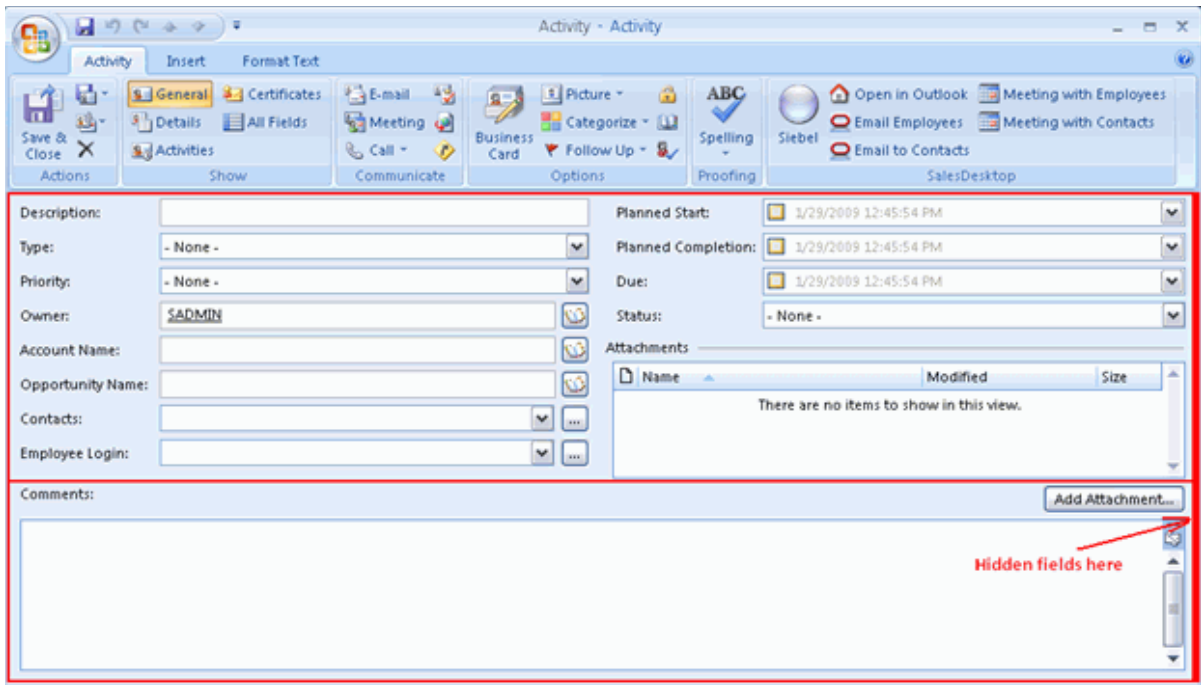 Activity - Activity
Activity Insert Format Text
Save & Close
Actions
General Certificates
Details All Fields
Activities
Show
E-mail
Meeting
Call
Communicate
Business Card
Picture
Categorize
Follow Up
Options
ABC
Spelling
Proofing
Siebel
Open in Outlook Meeting with Employees
Email Employees Meeting with Contacts
Email to Contacts
SalesDesktop
Description:
Type: - None -
Priority: - None -
Owner: SADMIN
Account Name:
Opportunity Name:
Contacts:
Employee Login:
Planned Start: 1/29/2009 12:45:54 PM
Planned Completion: 1/29/2009 12:45:54 PM
Due: 1/29/2009 12:45:54 PM
Status: - None -
Attachments
Name Modified Size
There are no items to show in this view.
Comments:
Add Attachment...
Hidden fields here